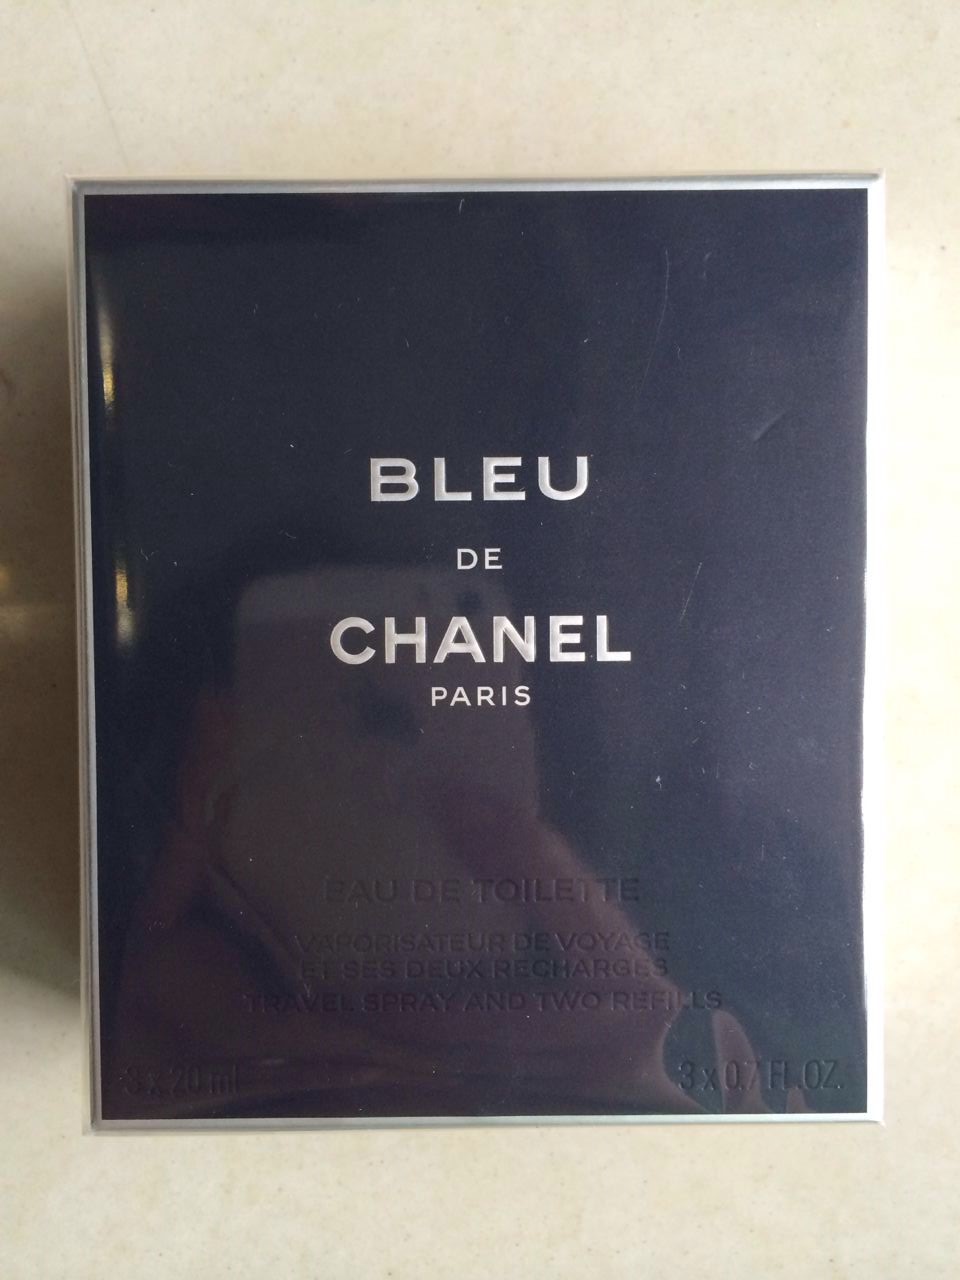 BLEU
DE
CHANEL
PARIS
EAU DE TOILETTE
VAPORISATEUR DE VOYAGE
ET SES DEUX RECHARGES
TRAVEL SPRAY AND TWO REFILLS
3 x 20 ml 3 x 0.7 FL.OZ.